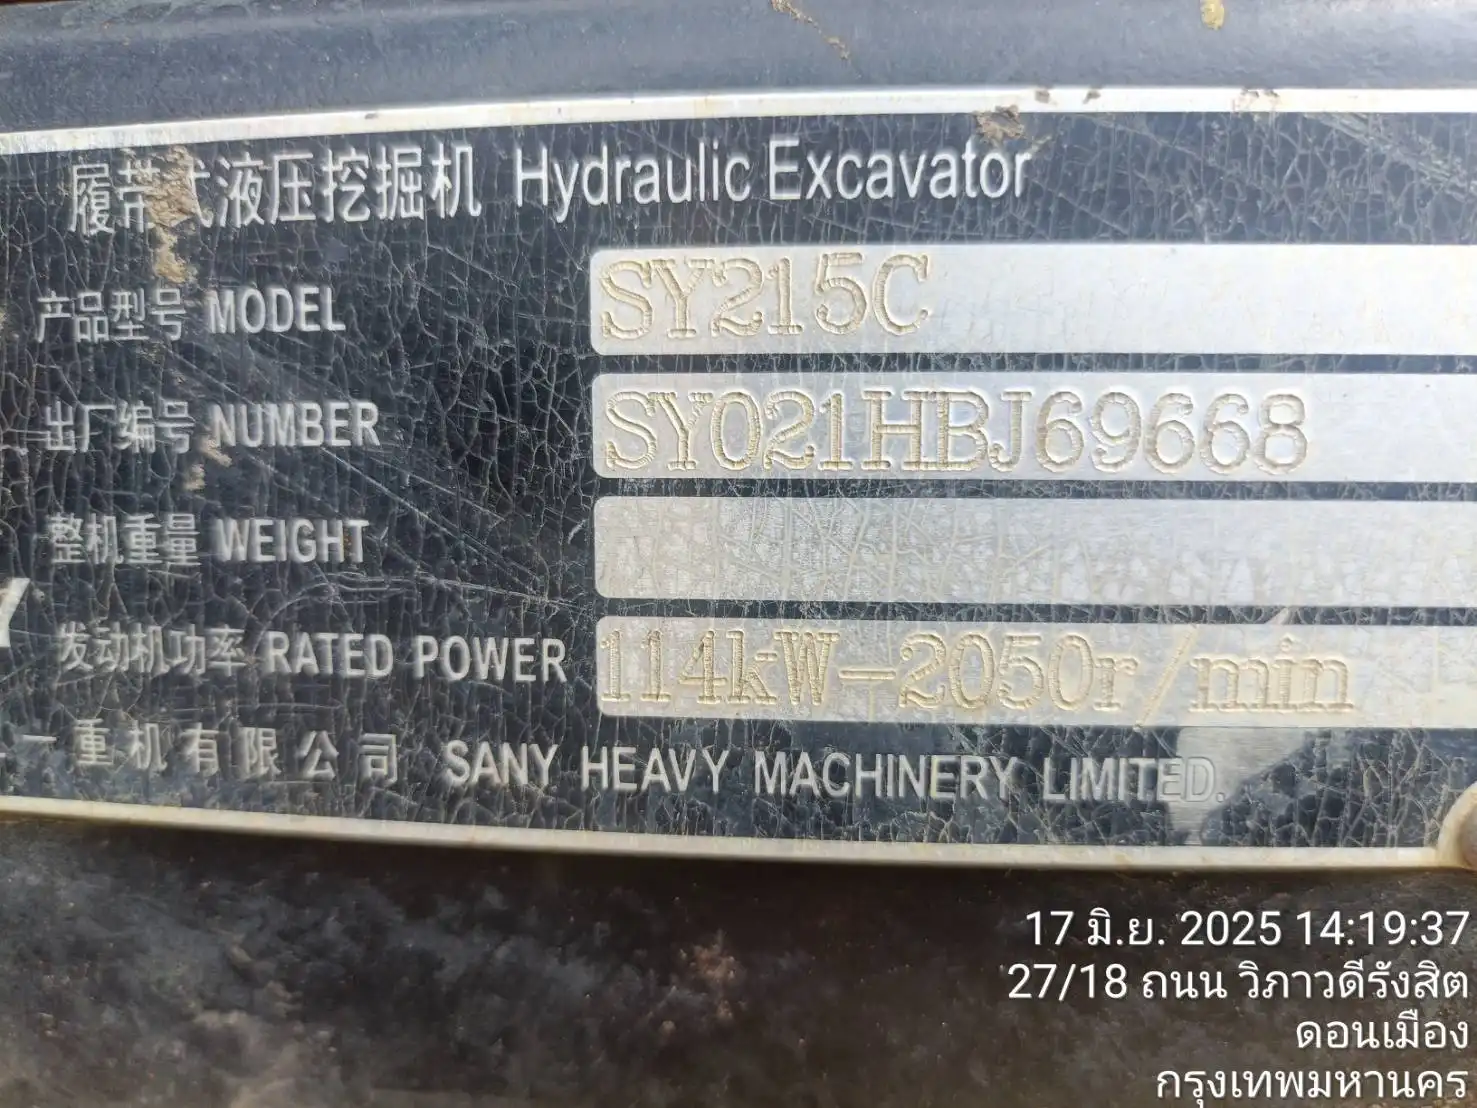 履带式液压挖掘机 Hydraulic Excavator
产品型号 MODEL SY215C
出厂编号 NUMBER SY021HBJ69668
整机重量 WEIGHT
发动机功率 RATED POWER 114kW-2050r/min
一重机有限公司 SANY HEAVY MACHINERY LIMITED.
17 มิ.ย. 2025 14:19:37
27/18 ถนน วิภาวดีรังสิต
ดอนเมือง
กรุงเทพมหานคร